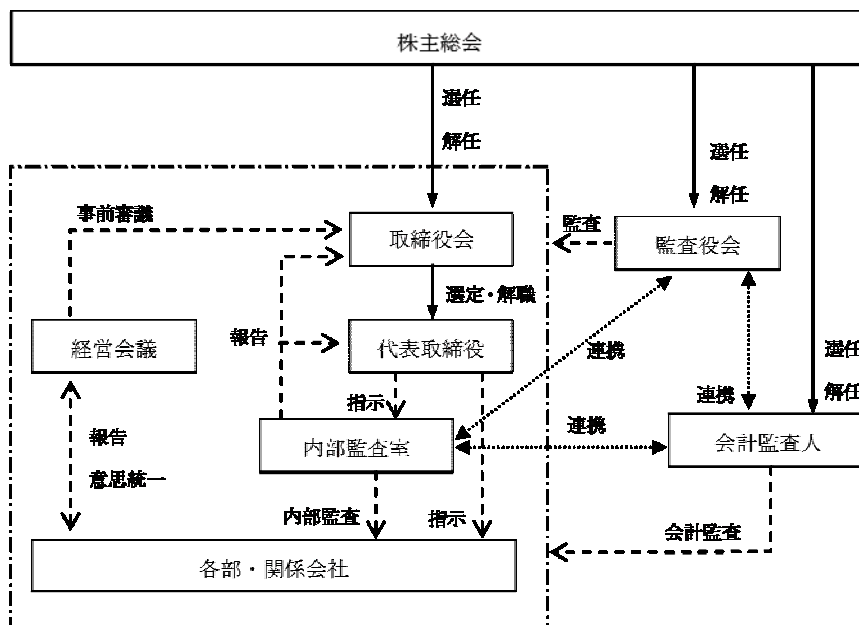 株主総会
選任
解任
選任
解任
事前審議
取締役会
監査
監査役会
選定・解職
経営会議
報告
代表取締役
連携
選任
解任
指示
連携
報告
意思統一
内部監査室
連携
会計監査人
内部監査
指示
会計監査
各部・関係会社